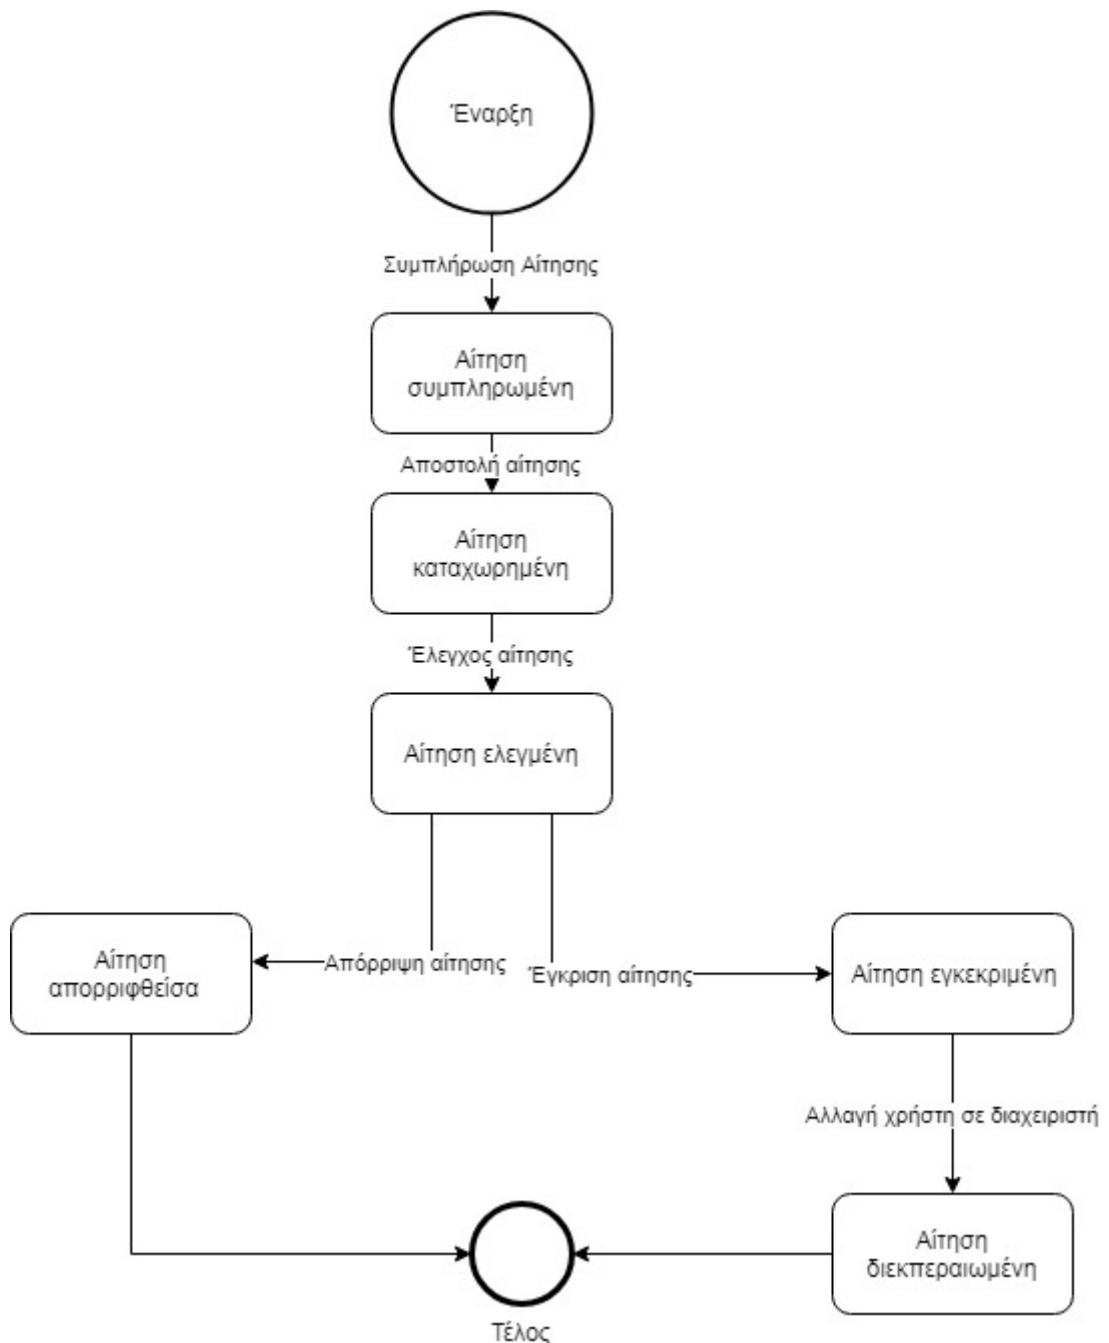 Έναρξη
Συμπλήρωση Αίτησης
Αίτηση
συμπληρωμένη
Αποστολή αίτησης
Αίτηση
καταχωρημένη
Έλεγχος αίτησης
Αίτηση ελεγμένη
Αίτηση
απορριφθείσα
Απόρριψη αίτησης
Έγκριση αίτησης
Αίτηση εγκεκριμένη
Αλλαγή χρήστη σε διαχειριστή
Αίτηση
διεκπεραιωμένη
Τέλος